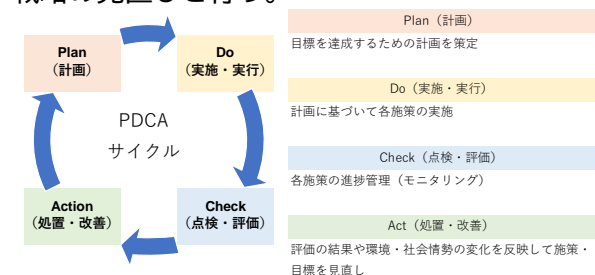 Plan
（計画）
Do
（実施・実行）
PDCA
サイクル
Action
（処置・改善）
Check
（点検・評価）
Plan（計画）
目標を達成するための計画を策定
Do（実施・実行）
計画に基づいて各施策の実施
Check（点検・評価）
各施策の進捗管理（モニタリング）
Act（処置・改善）
評価の結果や環境・社会情勢の変化を反映して施策・
目標を見直し